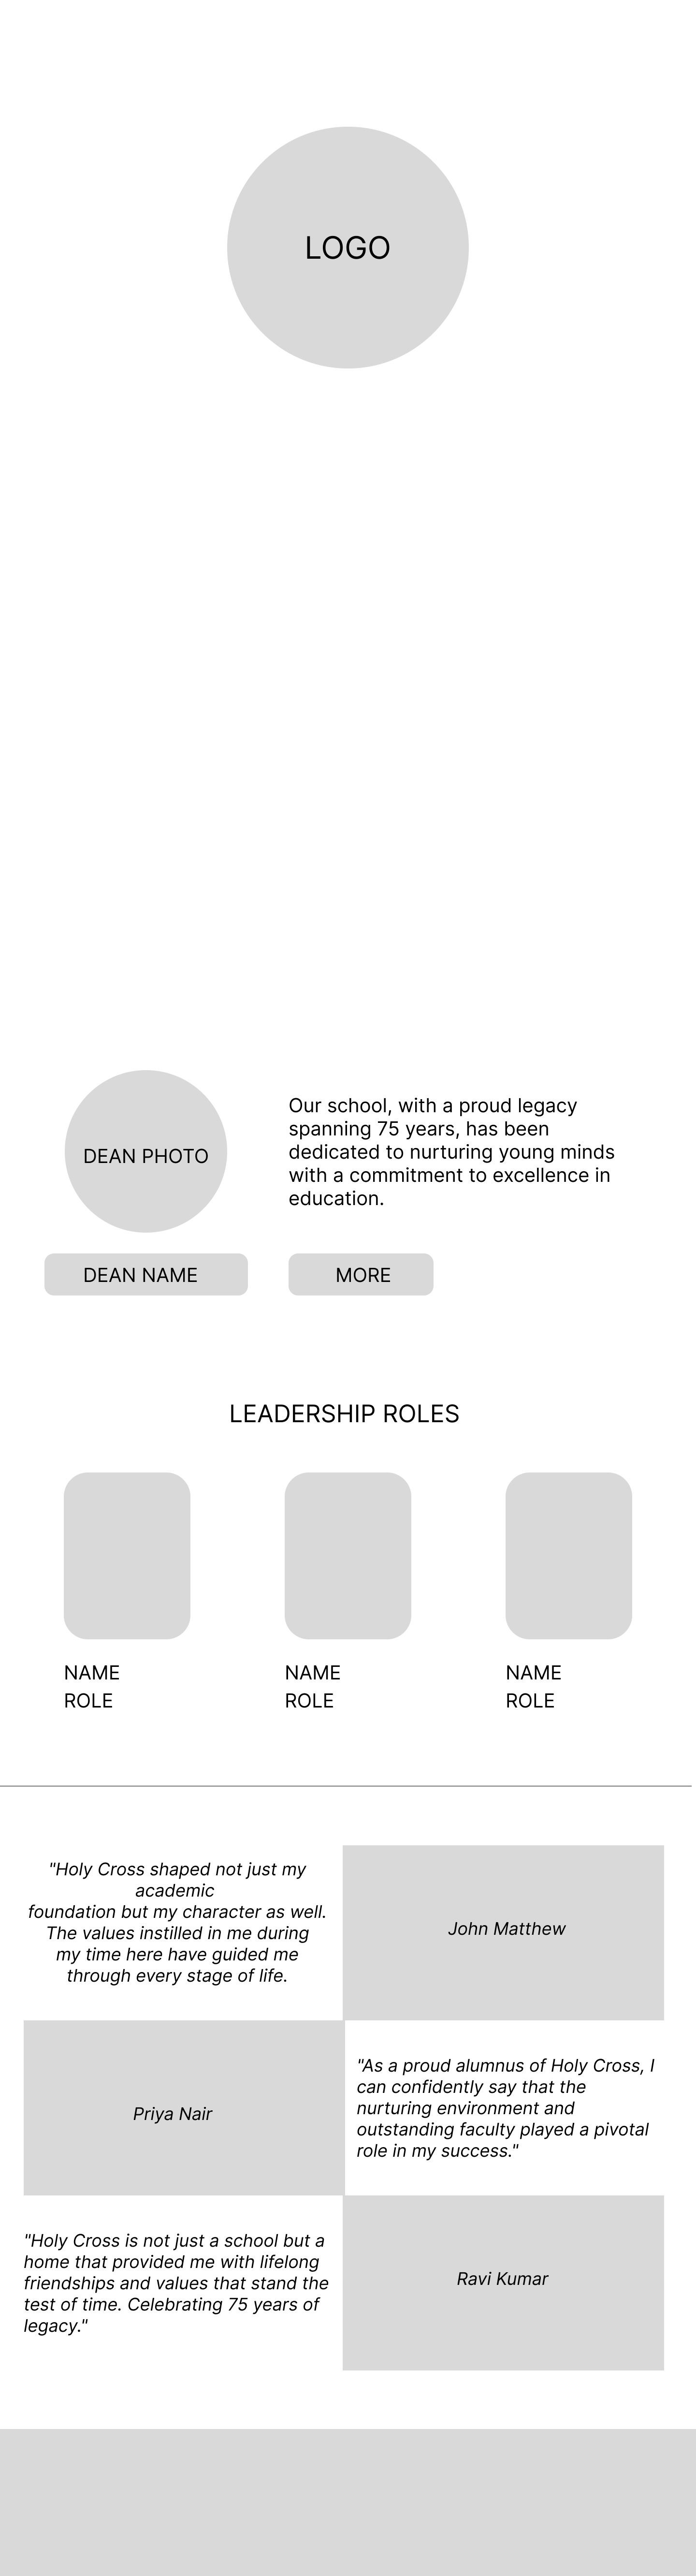 LOGO
DEAN PHOTO
Our school, with a proud legacy
spanning 75 years, has been
dedicated to nurturing young minds
with a commitment to excellence in
education.
DEAN NAME
MORE
LEADERSHIP ROLES
NAME
ROLE
NAME
ROLE
NAME
ROLE
"Holy Cross shaped not just my
academic
foundation but my character as well.
The values instilled in me during
my time here have guided me
through every stage of life.
John Matthew
Priya Nair
"As a proud alumnus of Holy Cross, I
can confidently say that the
nurturing environment and
outstanding faculty played a pivotal
role in my success."
"Holy Cross is not just a school but a
home that provided me with lifelong
friendships and values that stand the
test of time. Celebrating 75 years of
legacy."
Ravi Kumar